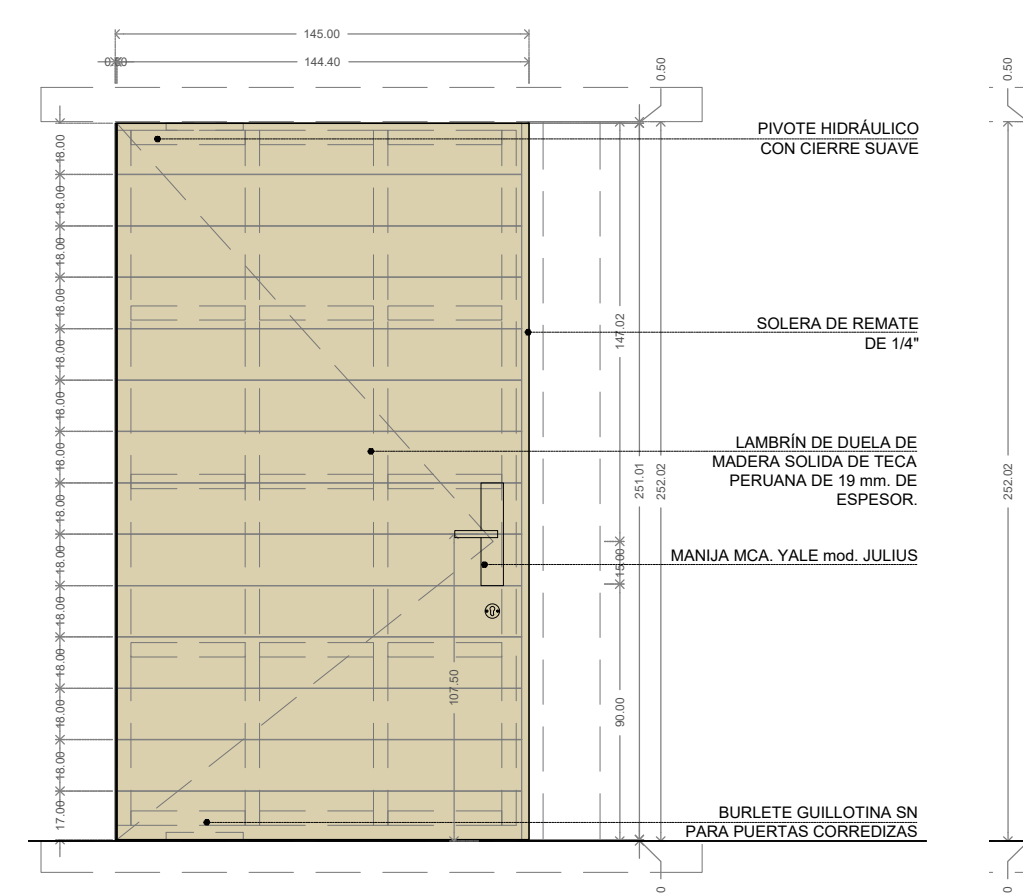 145.00
144.40
0.50
0.50
PIVOTE HIDRÁULICO
CON CIERRE SUAVE
18.00
18.00
18.00
18.00
18.00
18.00
18.00
18.00
18.00
18.00
18.00
18.00
18.00
17.00
147.02
SOLERA DE REMATE
DE 1/4"
LAMBRÍN DE DUELA DE
MADERA SOLIDA DE TECA
PERUANA DE 19 mm. DE
ESPESOR.
251.01
252.02
252.02
MANIJA MCA. YALE mod. JULIUS
15.00
107.50
90.00
BURLETE GUILLOTINA SN
PARA PUERTAS CORREDIZAS
0
0